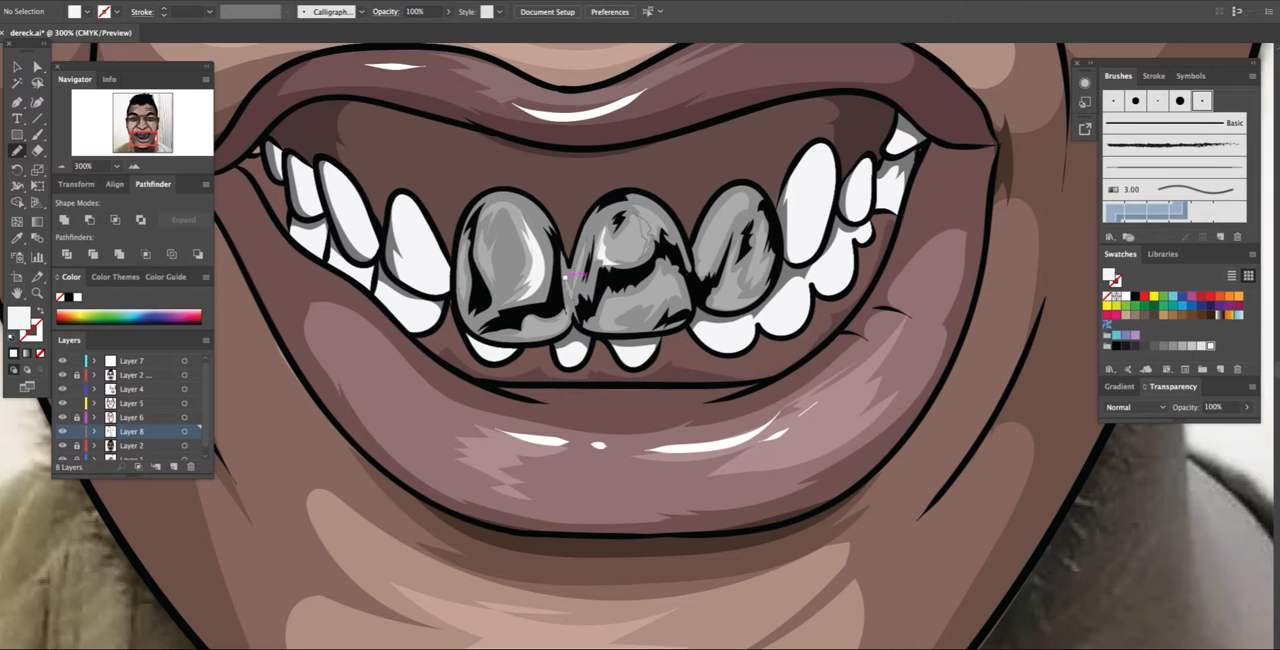 No Selection
Stroke:
Calligraph...
Opacity: 100%
Style:
Document Setup
Preferences
dereck.ai* @ 300% (CMYK/Preview)
Navigator Info
300%
Transform Align Pathfinder
Shape Modes:
Expand
Pathfinders:
Color Color Themes Color Guide
Layers
Layer 7
Layer 2 ...
Layer 4
Layer 5
Layer 6
Layer 8
Layer 2
8 Layers
Brushes Stroke Symbols
Basic
3.00
Swatches Libraries
Gradient Transparency
Normal Opacity: 100%